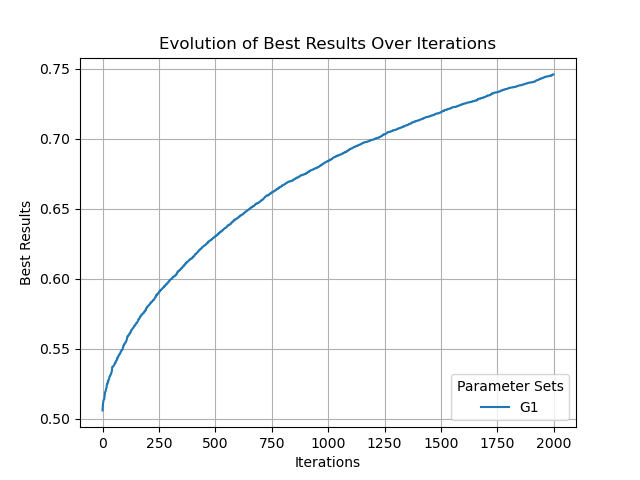 Evolution of Best Results Over Iterations
0.75
0.70
0.65
0.60
0.55
0.50
Best Results
0 250 500 750 1000 1250 1500 1750 2000
Iterations
Parameter Sets
G1